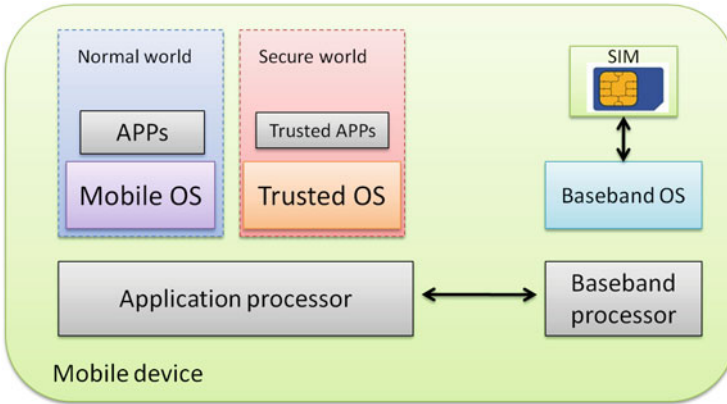 Normal world
APPs
Mobile OS
Secure world
Trusted APPs
Trusted OS
SIM
Baseband OS
Application processor
Baseband
processor
Mobile device